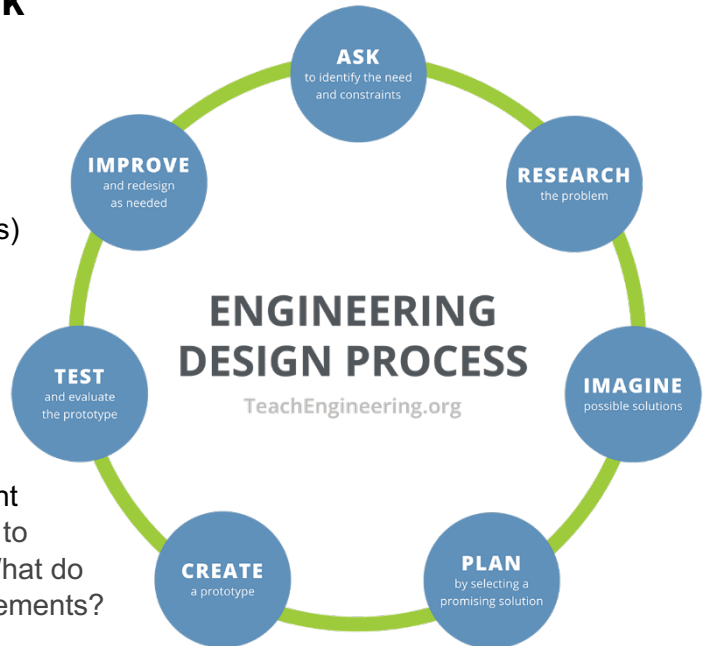 k
s)
nt
to
hat do
ements?
ASK
to identify the need
and constraints
RESEARCH
the problem
IMAGINE
possible solutions
PLAN
by selecting a
promising solution
CREATE
a prototype
TEST
and evaluate
the prototype
IMPROVE
and redesign
as needed
ENGINEERING
DESIGN PROCESS
TeachEngineering.org